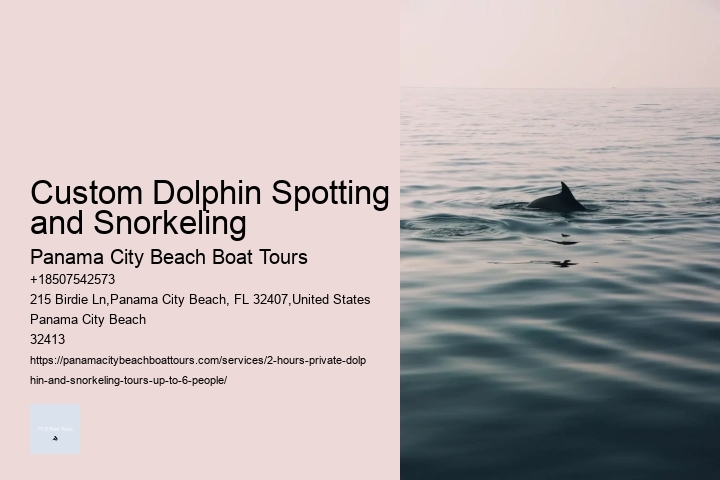 Custom Dolphin Spotting
and Snorkeling
Panama City Beach Boat Tours
+18507542573
215 Birdie Ln,Panama City Beach, FL 32407,United States
Panama City Beach
32413
https://panamacitybeachboattours.com/services/2-hours-private-dolp
hin-and-snorkeling-tours-up-to-6-people/